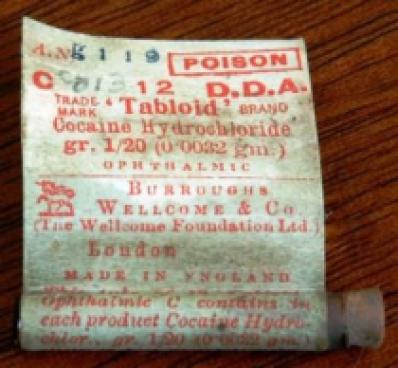 A.N. 5119
POISON
C 013 12 D.D.A.
TRADE MARK 'Tabloid' BRAND
Cocaine Hydrochloride
gr. 1/20 (0·0032 gm.)
OPHTHALMIC
BURROUGHS
WELLCOME & Co.
(The Wellcome Foundation Ltd.)
London
MADE IN ENGLAND
Ophthalmic C contains in
each product Cocaine Hydro-
chlor., gr. 1/20 (0·0032 gm.)